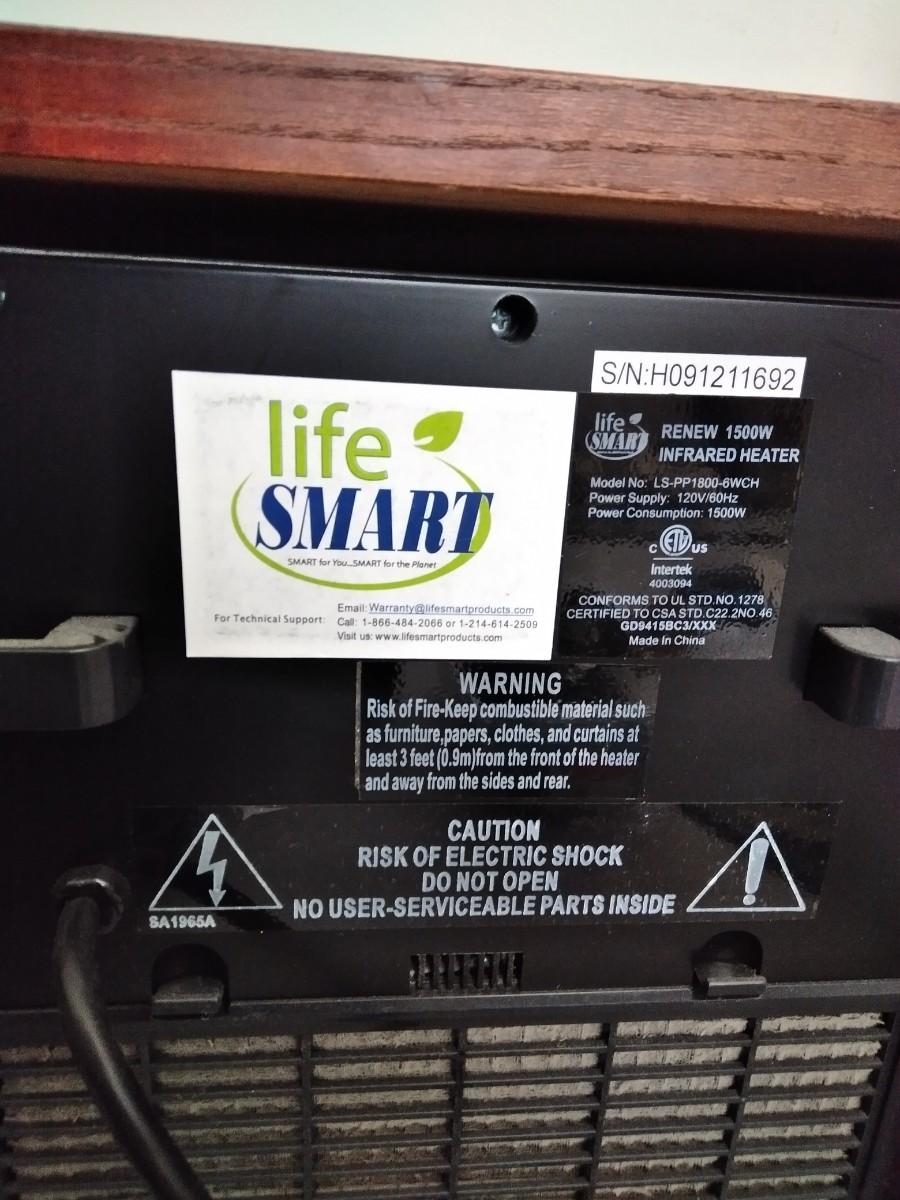 S/N:H091211692
life
SMART
SMART for You...SMART for the Planet
For Technical Support:
Email: Warranty@lifesmartproducts.com
Call: 1-866-484-2066 or 1-214-614-2509
Visit us: www.lifesmartproducts.com
life
SMART
RENEW 1500W
INFRARED HEATER
Model No: LS-PP1800-6WCH
Power Supply: 120V/60Hz
Power Consumption: 1500W
C ETL US
Intertek
4003094
CONFORMS TO UL STD.NO.1278
CERTIFIED TO CSA STD.C22.2NO.46
GD9415BC3/XXX
Made In China
WARNING
Risk of Fire-Keep combustible material such
as furniture,papers, clothes, and curtains at
least 3 feet (0.9m)from the front of the heater
and away from the sides and rear.
CAUTION
RISK OF ELECTRIC SHOCK
DO NOT OPEN
NO USER-SERVICEABLE PARTS INSIDE
SA1965A